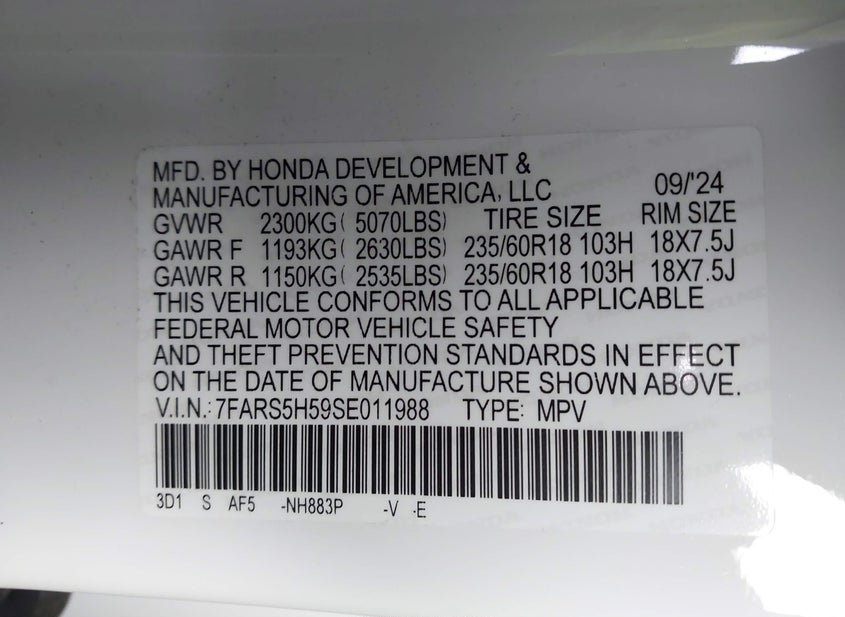 MFD. BY HONDA DEVELOPMENT &
MANUFACTURING OF AMERICA, LLC 09/'24
GVWR 2300KG( 5070LBS) TIRE SIZE RIM SIZE
GAWR F 1193KG( 2630LBS) 235/60R18 103H 18X7.5J
GAWR R 1150KG( 2535LBS) 235/60R18 103H 18X7.5J
THIS VEHICLE CONFORMS TO ALL APPLICABLE
FEDERAL MOTOR VEHICLE SAFETY
AND THEFT PREVENTION STANDARDS IN EFFECT
ON THE DATE OF MANUFACTURE SHOWN ABOVE.
V.I.N.: 7FARS5H59SE011988 TYPE: MPV
3D1 S AF5 -NH883P -V -E